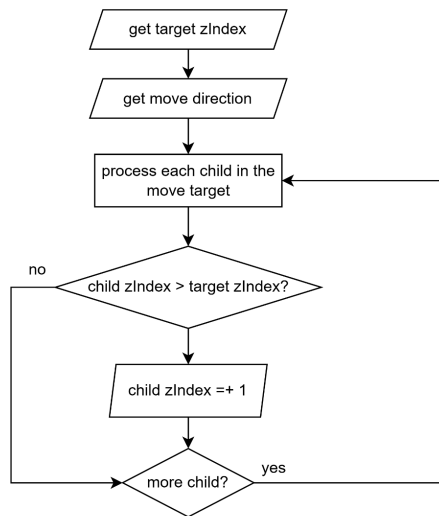 get target zIndex
get move direction
process each child in the
move target
no
child zIndex > target zIndex?
child zIndex =+ 1
more child?
yes